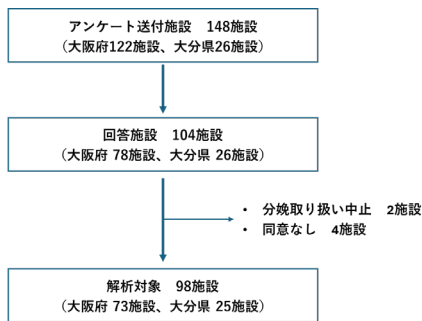 アンケート送付施設　148施設
（大阪府122施設、大分県26施設）
回答施設　104施設
（大阪府 78施設、大分県 26施設）
• 分娩取り扱い中止　2施設
• 同意なし　4施設
解析対象　98施設
（大阪府 73施設、大分県 25施設）